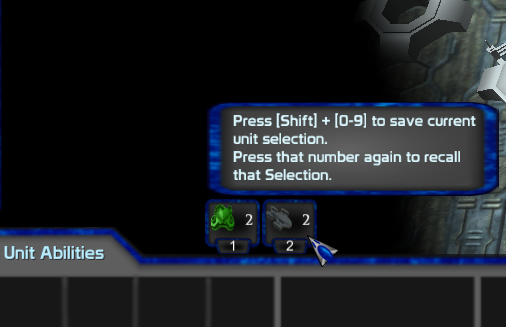 Press [Shift] + [0-9] to save current
unit selection.
Press that number again to recall
that Selection.
2 2
1 2
Unit Abilities